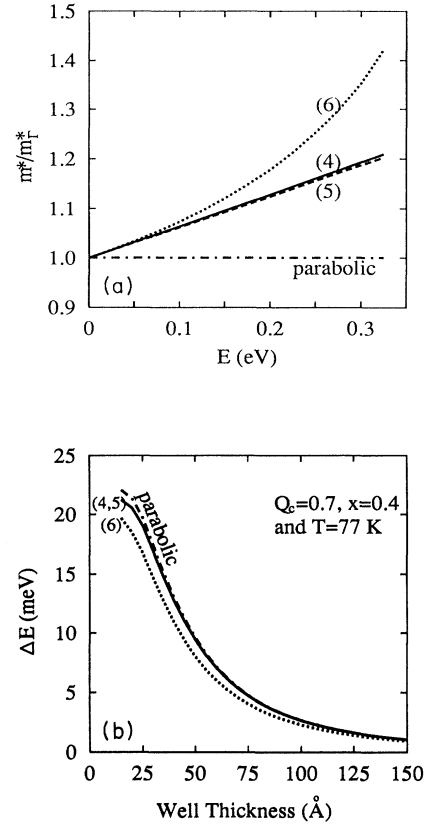 1.5
1.4
1.3
1.2
1.1
1.0
0.9
m*/m*Γ
(6)
(4)
(5)
parabolic
(a)
0
0.1
0.2
0.3
E (eV)
25
20
15
10
5
0
ΔE (meV)
(4,5)
(6)
parabolic
Qc=0.7, x=0.4
and T=77 K
(b)
0
25
50
75
100
125
150
Well Thickness (Å)